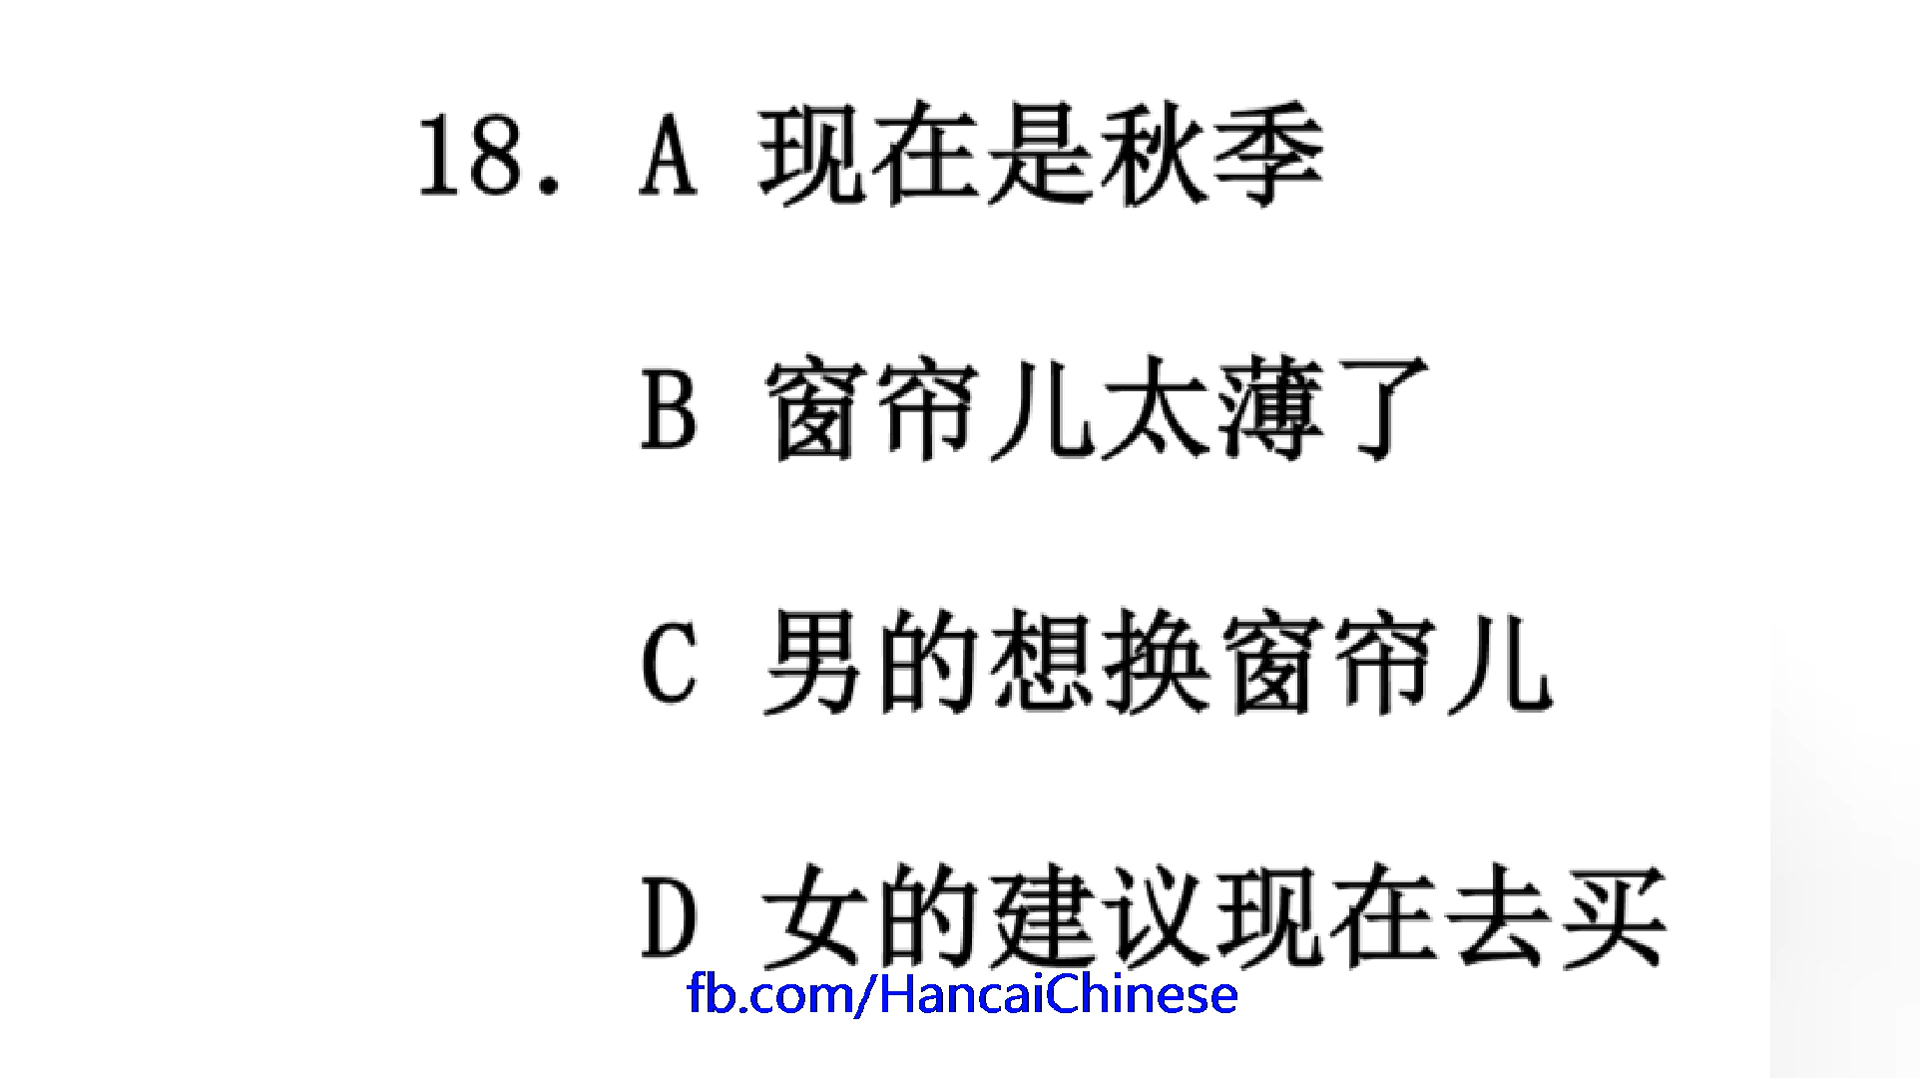 18. A 现在是秋季
B 窗帘儿太薄了
C 男的想换窗帘儿
D 女的建议现在去买
fb.com/HancaiChinese